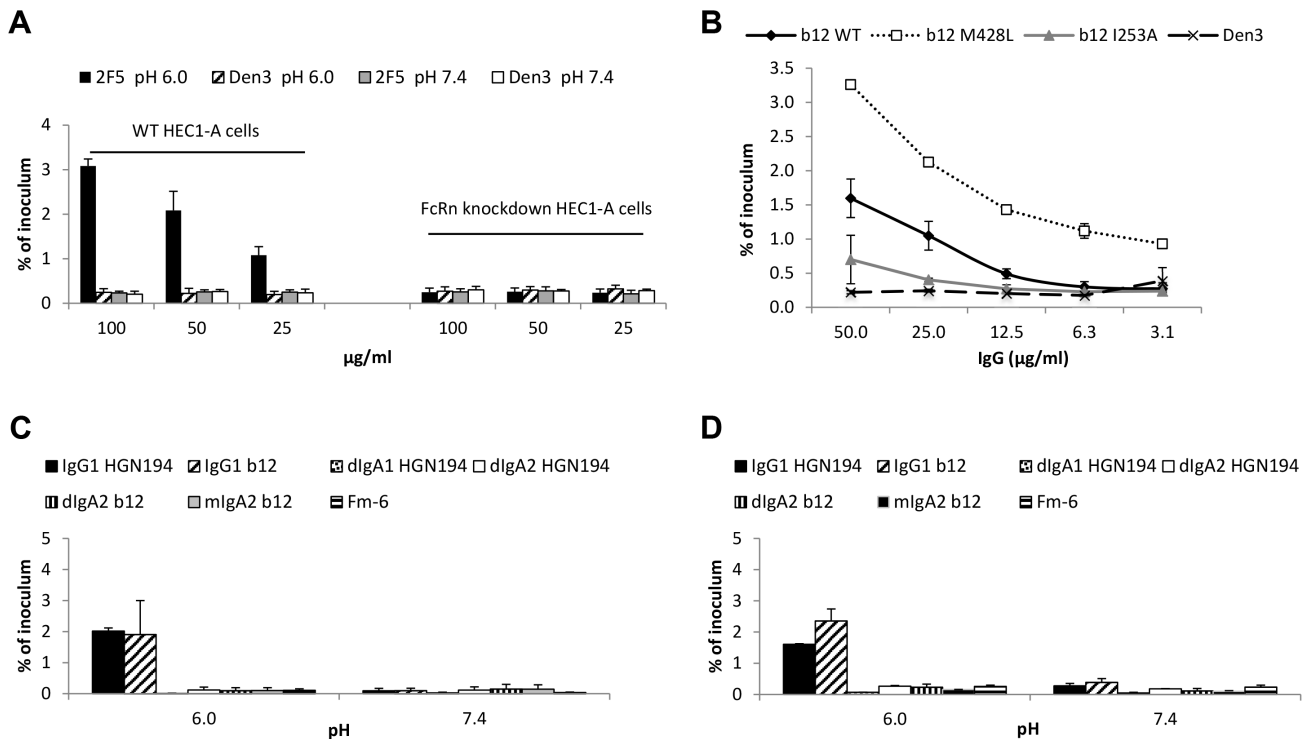 A
2F5 pH 6.0 Den3 pH 6.0 2F5 pH 7.4 Den3 pH 7.4
% of inoculum
4
3
2
1
0
WT HEC1-A cells
FcRn knockdown HEC1-A cells
100 50 25 100 50 25
µg/ml
B
b12 WT b12 M428L b12 I253A Den3
% of inoculum
3.5
3.0
2.5
2.0
1.5
1.0
0.5
0.0
50.0 25.0 12.5 6.3 3.1
IgG (µg/ml)
C
IgG1 HGN194 IgG1 b12 dIgA1 HGN194 dIgA2 HGN194
dIgA2 b12 mIgA2 b12 Fm-6
% of inoculum
5
4
3
2
1
0
6.0 7.4
pH
D
IgG1 HGN194 IgG1 b12 dIgA1 HGN194 dIgA2 HGN194
dIgA2 b12 mIgA2 b12 Fm-6
% of inoculum
5
4
3
2
1
0
6.0 7.4
pH